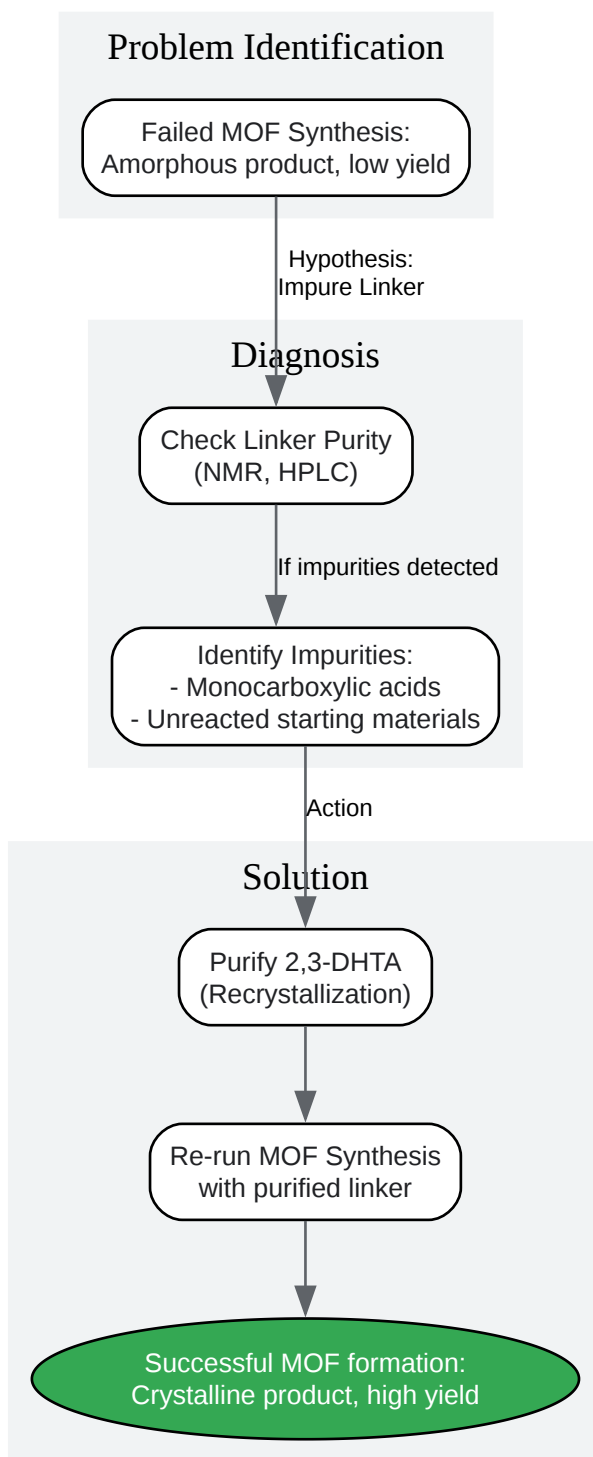 Problem Identification
Failed MOF Synthesis:
Amorphous product, low yield
Hypothesis:
Impure Linker
Diagnosis
Check Linker Purity
(NMR, HPLC)
If impurities detected
Identify Impurities:
- Monocarboxylic acids
- Unreacted starting materials
Action
Solution
Purify 2,3-DHTA
(Recrystallization)
Re-run MOF Synthesis
with purified linker
Successful MOF formation:
Crystalline product, high yield